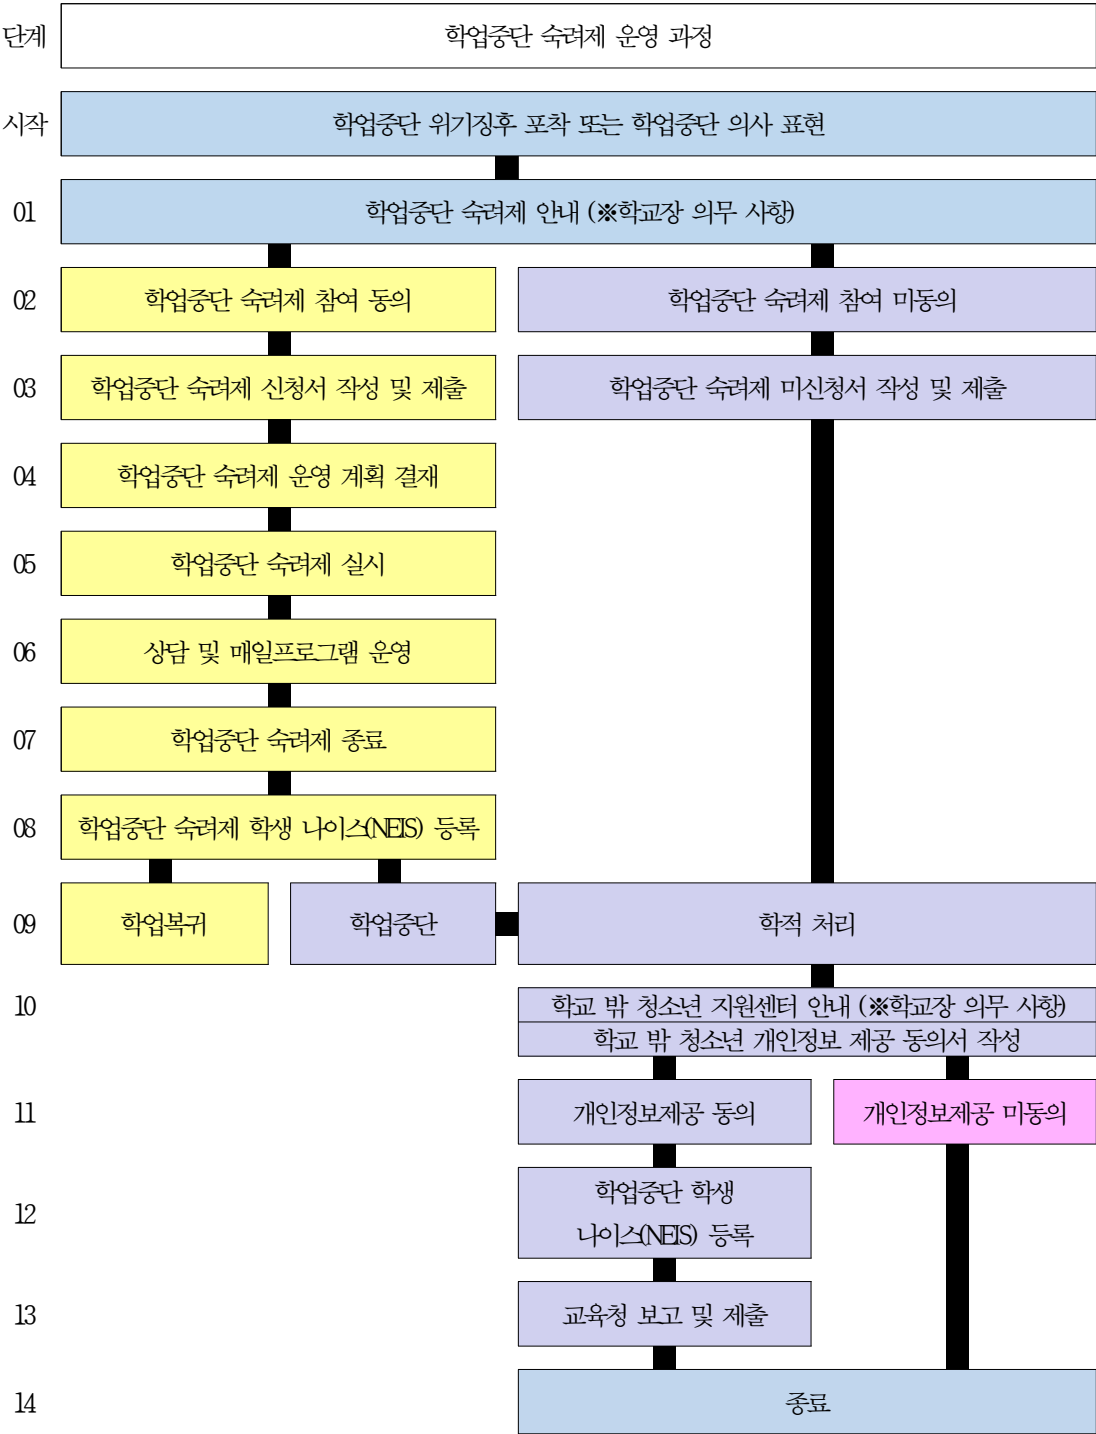 단계 학업중단 숙려제 운영 과정
시작 학업중단 위기징후 포착 또는 학업중단 의사 표현
01 학업중단 숙려제 안내 (※학교장 의무 사항)
02 학업중단 숙려제 참여 동의 학업중단 숙려제 참여 미동의
03 학업중단 숙려제 신청서 작성 및 제출 학업중단 숙려제 미신청서 작성 및 제출
04 학업중단 숙려제 운영 계획 결재
05 학업중단 숙려제 실시
06 상담 및 매일프로그램 운영
07 학업중단 숙려제 종료
08 학업중단 숙려제 학생 나이스(NEIS) 등록
09 학업복귀 학업중단 학적 처리
10 학교 밖 청소년 지원센터 안내 (※학교장 의무 사항)
학교 밖 청소년 개인정보 제공 동의서 작성
11 개인정보제공 동의 개인정보제공 미동의
12 학업중단 학생
나이스(NEIS) 등록
13 교육청 보고 및 제출
14 종료